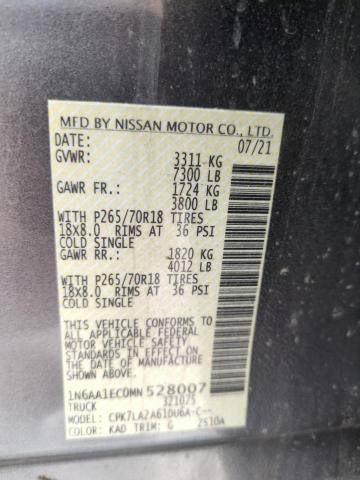 MFD BY NISSAN MOTOR CO., LTD.
DATE: 07/21
GVWR: 3311 KG
7300 LB
GAWR FR.: 1724 KG
3800 LB
WITH P265/70R18 TIRES
18x8.0 RIMS AT 36 PSI
COLD SINGLE
GAWR RR.: 1820 KG
4012 LB
WITH P265/70R18 TIRES
18x8.0 RIMS AT 36 PSI
COLD SINGLE
THIS VEHICLE CONFORMS TO
ALL APPLICABLE FEDERAL
MOTOR VEHICLE SAFETY
STANDARDS IN EFFECT ON THE
DATE OF MANUFACTURE
SHOWN ABOVE.
1N6AA1EC0MN528007
TRUCK 321075
MODEL: CPK7LA2A61DU6A-C--
COLOR: KAD TRIM: G 2S10A